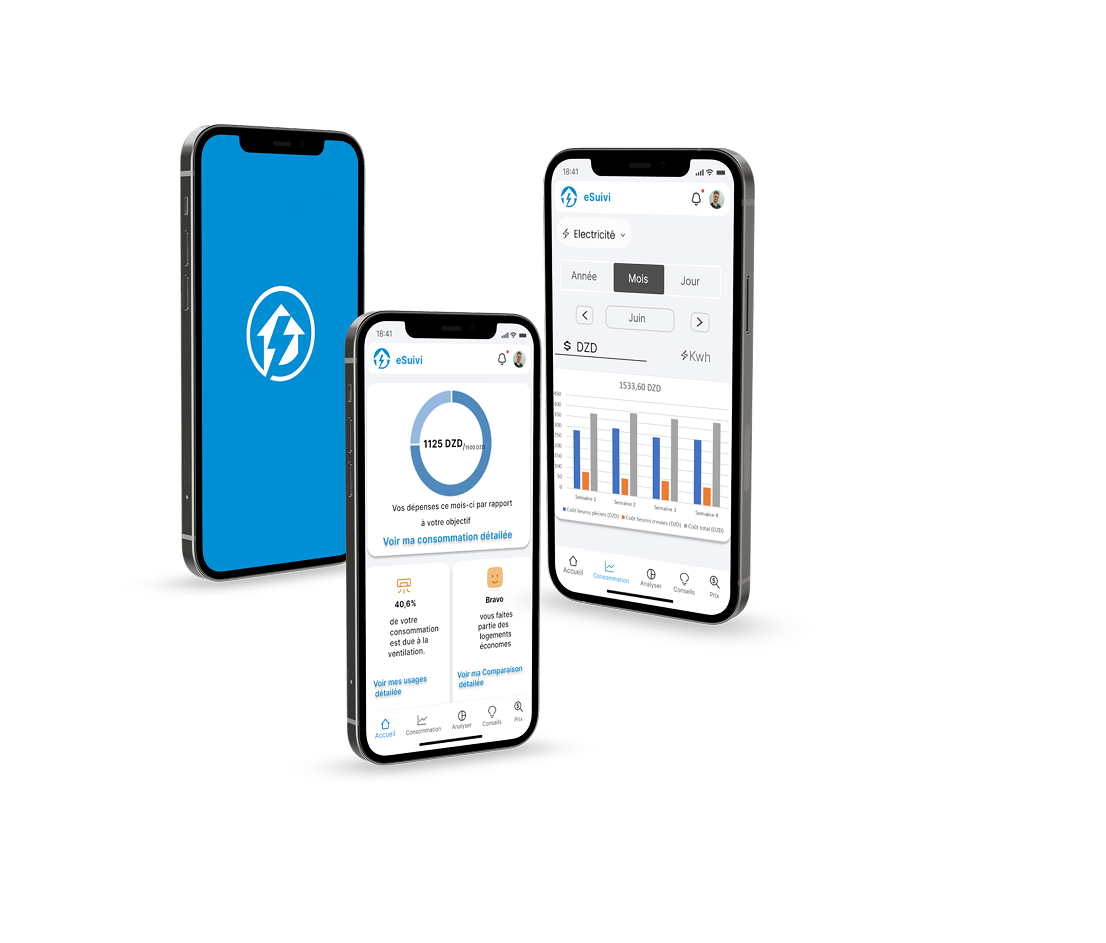 18:41
eSuivi
1125 DZD/1500 DZD
Vos dépenses ce mois-ci par rapport
à votre objectif
Voir ma consommation détaillée
40,6%
de votre
consommation
est due à la
ventilation.
Voir mes usages
détaillée
Bravo
vous faites
partie des
logements
économes
Voir ma Comparaison
détaillée
Accueil
Consommation
Analyser
Conseils
Prix
18:41
eSuivi
Electricité
Année
Mois
Jour
Juin
$ DZD
Kwh
1533,60 DZD
450
400
350
300
250
200
150
100
50
0
Semaine 1
Semaine 2
Semaine 3
Semaine 4
Coût heures pleines (DZD)
Coût heures creuses (DZD)
Coût total (DZD)
Accueil
Consommation
Analyser
Conseils
Prix